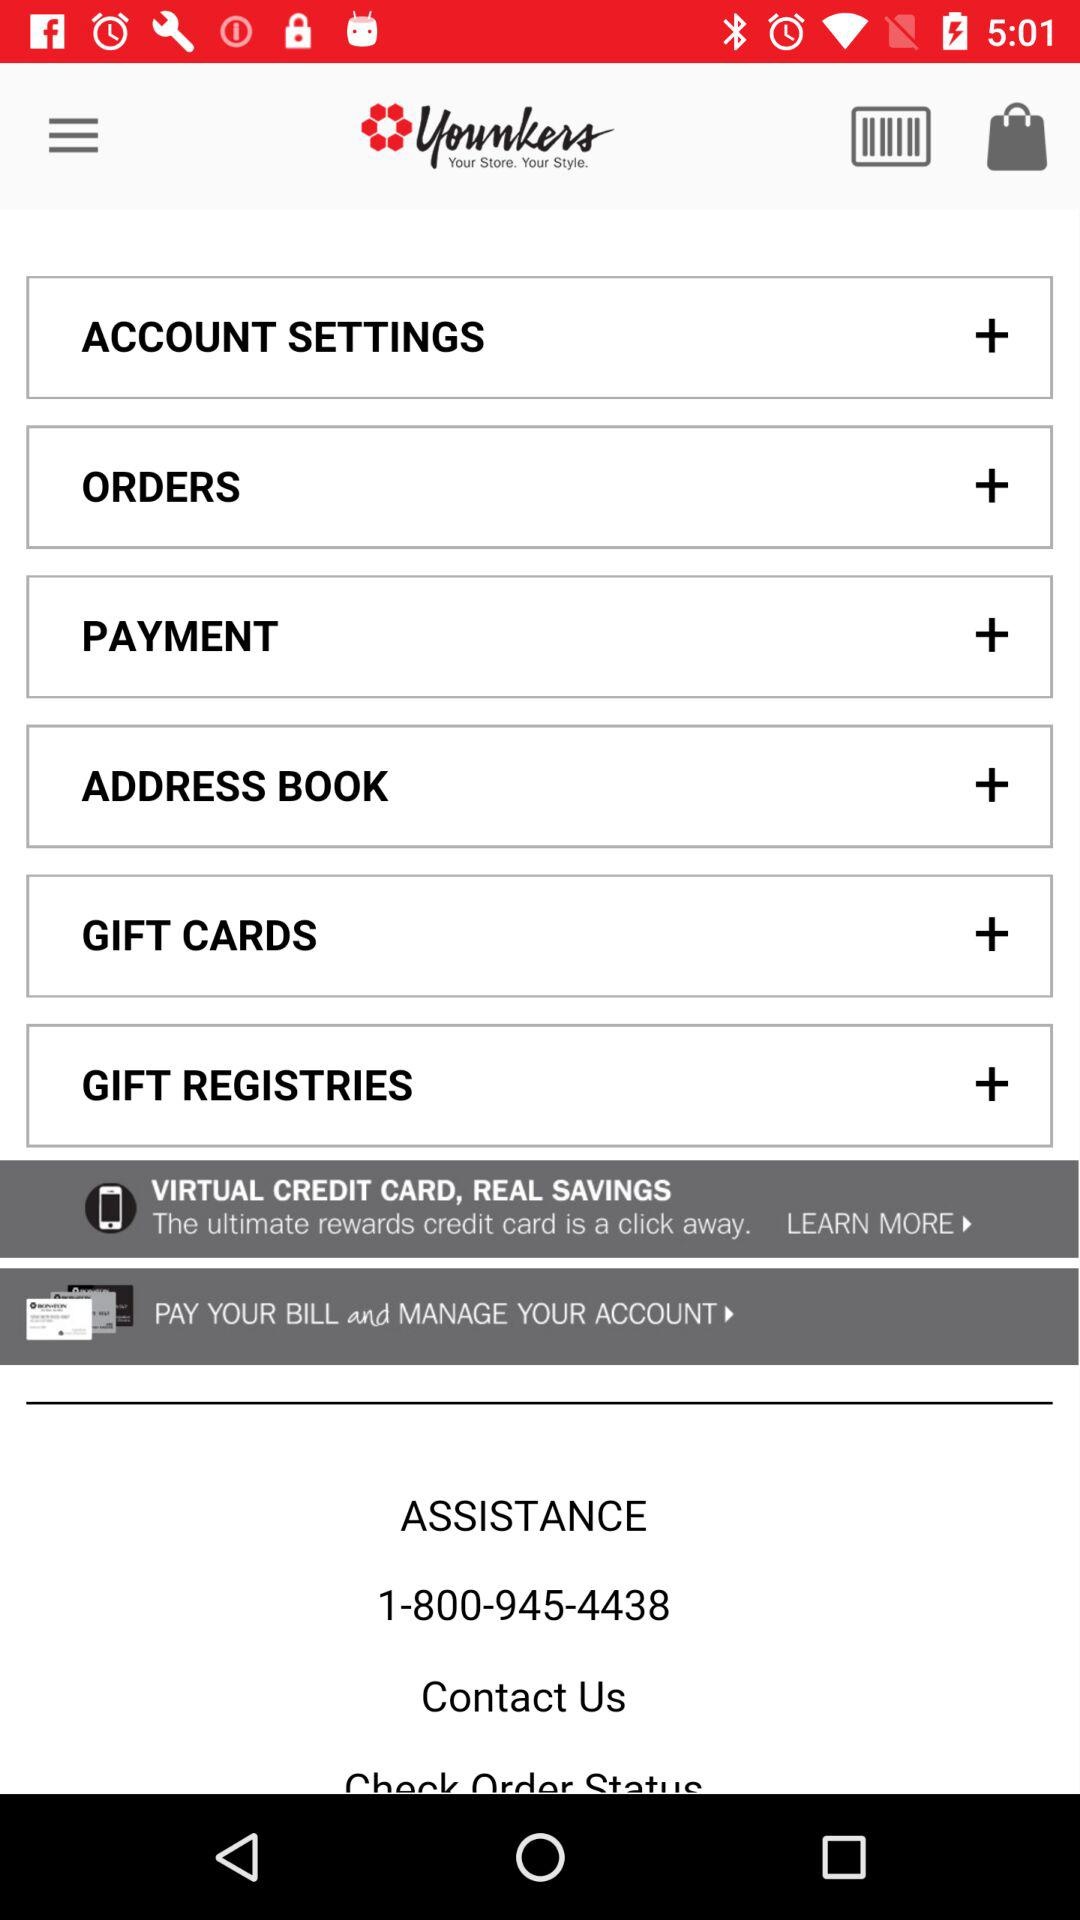 5:01
Younkers
Your Store. Your Style.
ACCOUNT SETTINGS
ORDERS
PAYMENT
ADDRESS BOOK
GIFT CARDS
GIFT REGISTRIES
VIRTUAL CREDIT CARD, REAL SAVINGS
The ultimate rewards credit card is a click away. LEARN MORE
BONTON
PAY YOUR BILL and MANAGE YOUR ACCOUNT
ASSISTANCE
1-800-945-4438
Contact Us
Check Order Status